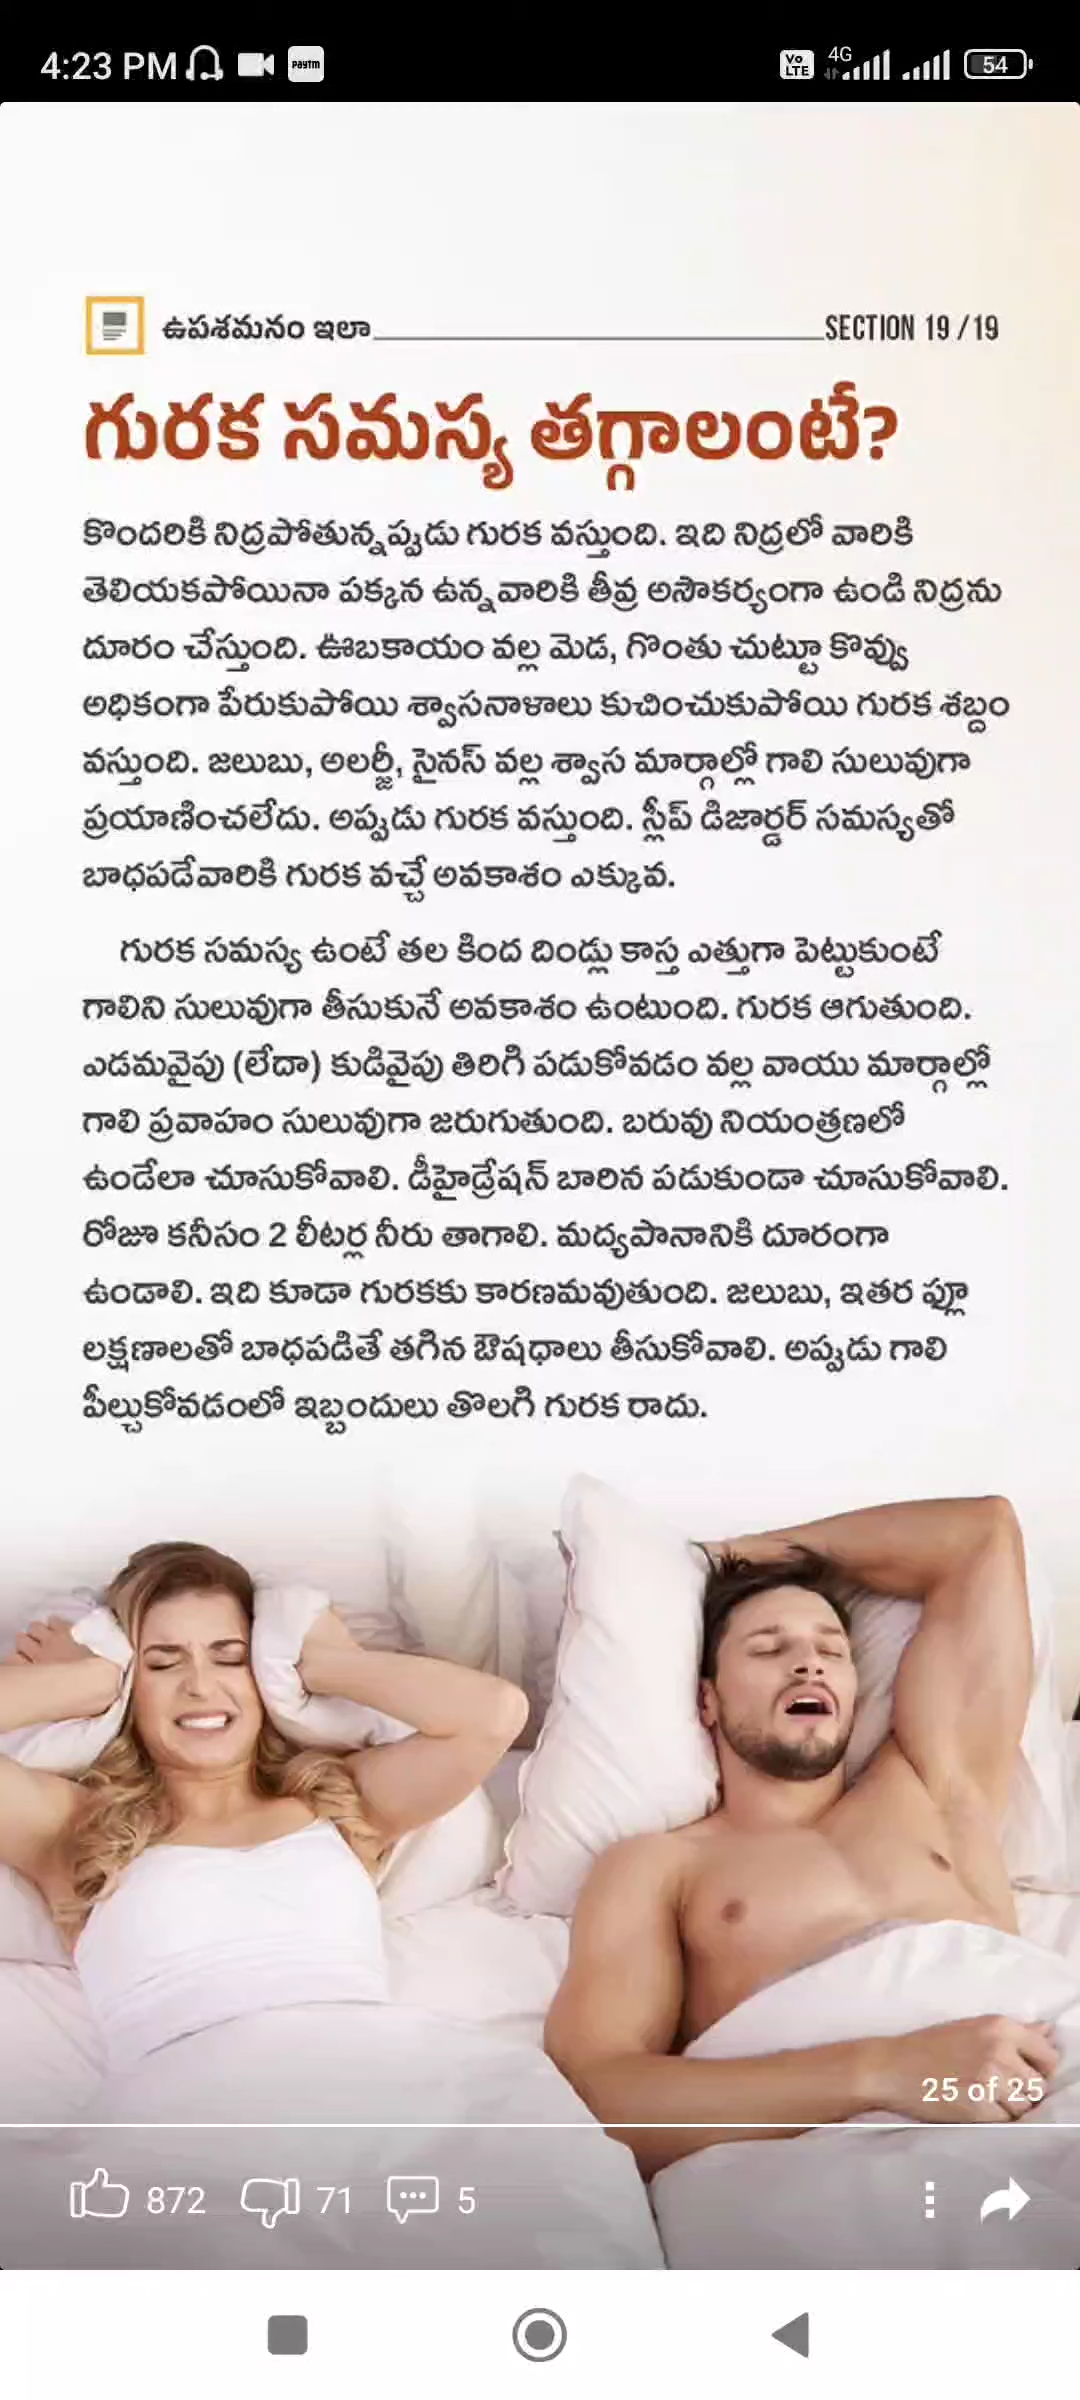 4:23 PM
paytm
Vo LTE
4G
54
ఉపశమనం ఇలా
SECTION 19 / 19
గురక సమస్య తగ్గాలంటే?
కొందరికి నిద్రపోతున్నప్పుడు గురక వస్తుంది. ఇది నిద్రలో వారికి
తెలియకపోయినా పక్కన ఉన్నవారికి తీవ్ర అసౌకర్యంగా ఉండి నిద్రను
దూరం చేస్తుంది. ఊబకాయం వల్ల మెడ, గొంతు చుట్టూ కొవ్వు
అధికంగా పేరుకుపోయి శ్వాసనాళాలు కుచించుకుపోయి గురక శబ్దం
వస్తుంది. జలుబు, అలర్జీ, సైనస్ వల్ల శ్వాస మార్గాల్లో గాలి సులువుగా
ప్రయాణించలేదు. అప్పుడు గురక వస్తుంది. స్లీప్ డిజార్డర్ సమస్యతో
బాధపడేవారికి గురక వచ్చే అవకాశం ఎక్కువ.
గురక సమస్య ఉంటే తల కింద దిండ్లు కాస్త ఎత్తుగా పెట్టుకుంటే
గాలిని సులువుగా తీసుకునే అవకాశం ఉంటుంది. గురక ఆగుతుంది.
ఎడమవైపు (లేదా) కుడివైపు తిరిగి పడుకోవడం వల్ల వాయు మార్గాల్లో
గాలి ప్రవాహం సులువుగా జరుగుతుంది. బరువు నియంత్రణలో
ఉండేలా చూసుకోవాలి. డీహైడ్రేషన్ బారిన పడుకుండా చూసుకోవాలి.
రోజూ కనీసం 2 లీటర్ల నీరు తాగాలి. మద్యపానానికి దూరంగా
ఉండాలి. ఇది కూడా గురకకు కారణమవుతుంది. జలుబు, ఇతర ఫ్లూ
లక్షణాలతో బాధపడితే తగిన ఔషధాలు తీసుకోవాలి. అప్పుడు గాలి
పీల్చుకోవడంలో ఇబ్బందులు తొలగి గురక రాదు.
25 of 25
872 71 5